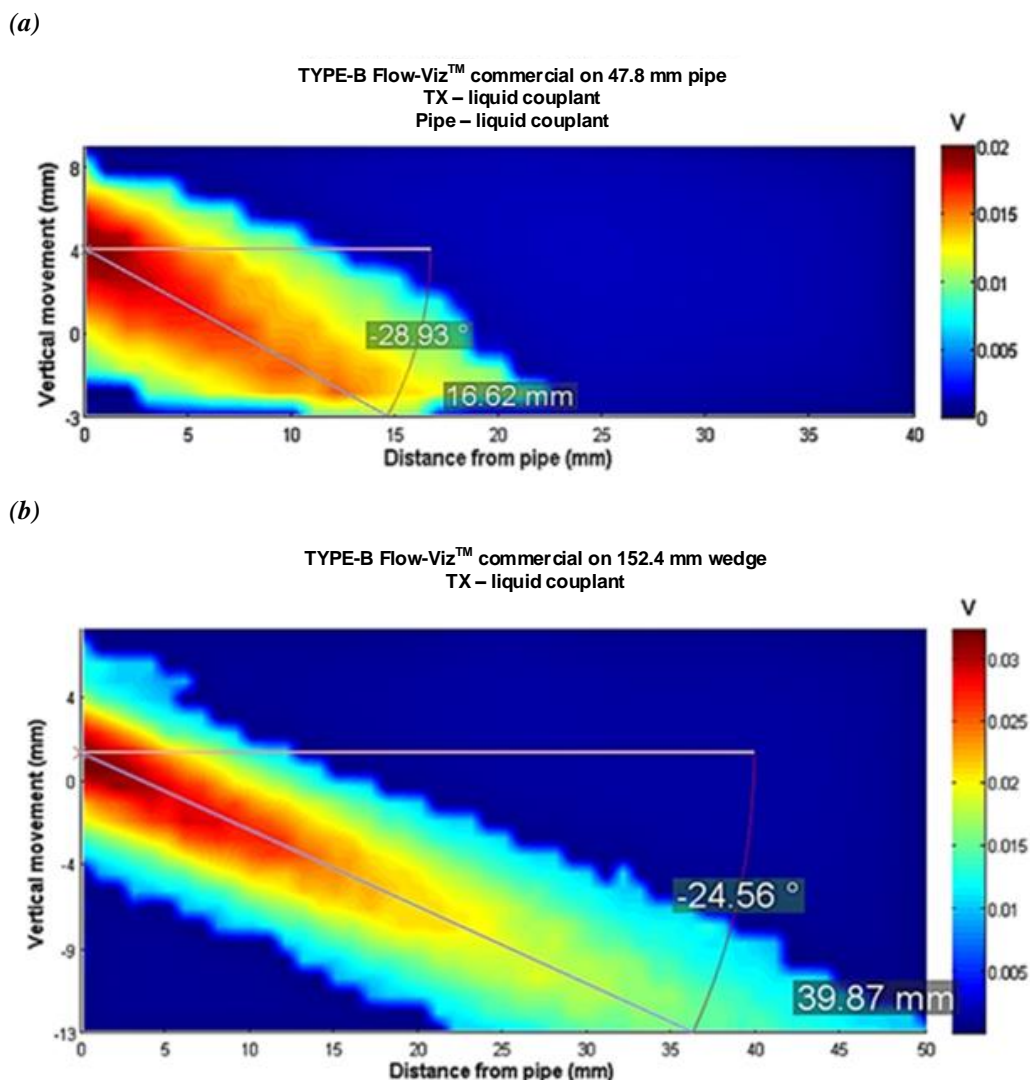 (a)
TYPE-B Flow-Viz™ commercial on 47.8 mm pipe
TX – liquid couplant
Pipe – liquid couplant
V
0.02
0.015
0.01
0.005
0
Vertical movement (mm)
8
4
0
-3
-28.93 °
16.62 mm
0 5 10 15 20 25 30 35 40
Distance from pipe (mm)
(b)
TYPE-B Flow-Viz™ commercial on 152.4 mm wedge
TX – liquid couplant
V
0.03
0.025
0.02
0.015
0.01
0.005
Vertical movement (mm)
4
0
-4
-9
-13
-24.56 °
39.87 mm
0 5 10 15 20 25 30 35 40 45 50
Distance from pipe (mm)